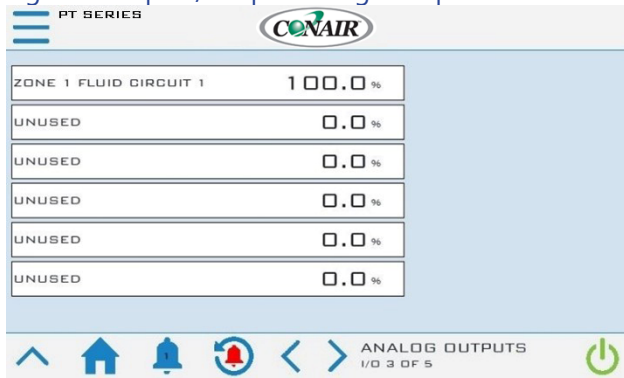 PT SERIES
CONAIR
ZONE 1 FLUID CIRCUIT 1 100.0 %
UNUSED 0.0 %
UNUSED 0.0 %
UNUSED 0.0 %
UNUSED 0.0 %
UNUSED 0.0 %
1
ANALOG OUTPUTS
I/O 3 OF 5